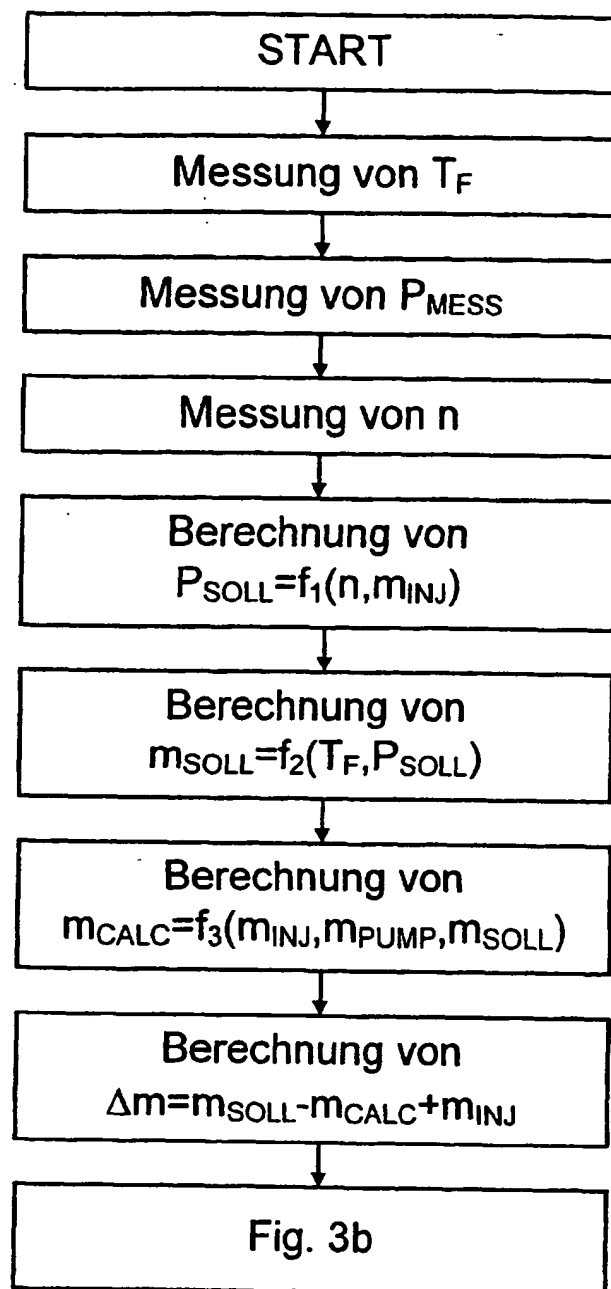 START
Messung von T_F
Messung von P_MESS
Messung von n
Berechnung von
P_SOLL=f_1(n,m_INJ)
Berechnung von
m_SOLL=f_2(T_F,P_SOLL)
Berechnung von
m_CALC=f_3(m_INJ,m_PUMP,m_SOLL)
Berechnung von
Δm=m_SOLL-m_CALC+m_INJ
Fig. 3b